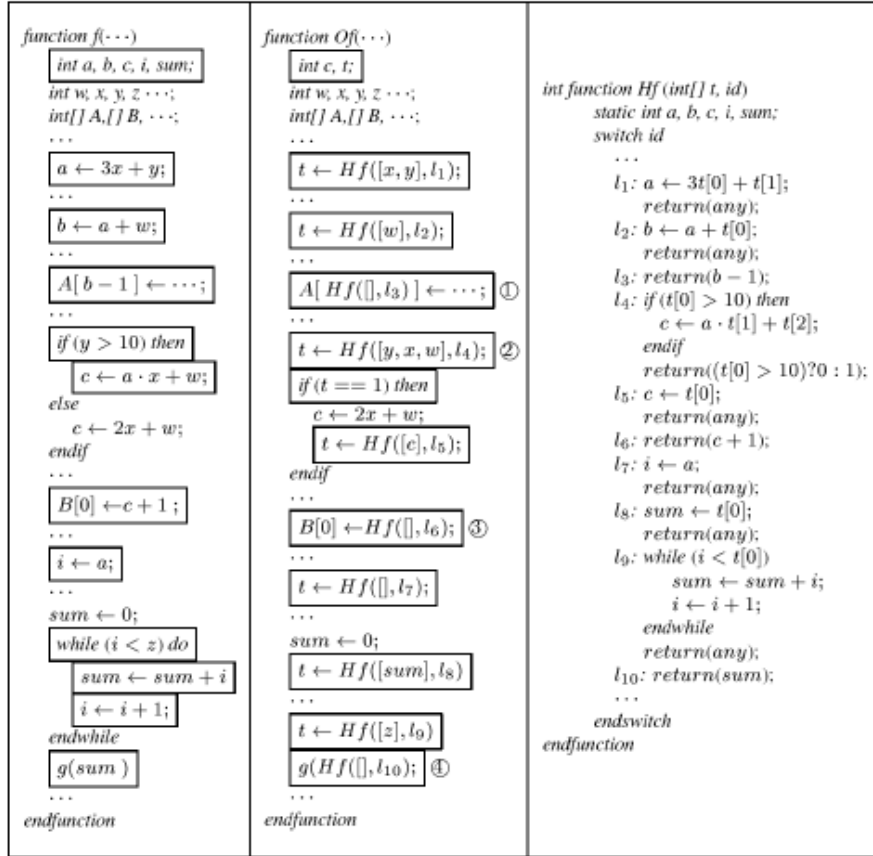 function f(···)
int a, b, c, i, sum;
int w, x, y, z ···;
int[] A,[] B, ···;
···
a ← 3x + y;
···
b ← a + w;
···
A[ b − 1 ] ← ···;
···
if (y > 10) then
c ← a · x + w;
else
c ← 2x + w;
endif
···
B[0] ←c + 1 ;
···
i ← a;
···
sum ← 0;
while (i < z) do
sum ← sum + i
i ← i + 1;
endwhile
g(sum )
···
endfunction
function Of(···)
int c, t;
int w, x, y, z ···;
int[] A,[] B, ···;
···
t ← Hf([x, y], l₁);
···
t ← Hf([w], l₂);
···
A[ Hf([], l₃) ] ← ···; ①
···
t ← Hf([y, x, w], l₄); ②
if (t == 1) then
c ← 2x + w;
t ← Hf([c], l₅);
endif
···
B[0] ←Hf([], l₆); ③
···
t ← Hf([], l₇);
···
sum ← 0;
t ← Hf([sum], l₈)
···
t ← Hf([z], l₉)
g(Hf([], l₁₀); ④
···
endfunction
int function Hf (int[] t, id)
static int a, b, c, i, sum;
switch id
···
l₁: a ← 3t[0] + t[1];
return(any);
l₂: b ← a + t[0];
return(any);
l₃: return(b − 1);
l₄: if (t[0] > 10) then
c ← a · t[1] + t[2];
endif
return((t[0] > 10)?0 : 1);
l₅: c ← t[0];
return(any);
l₆: return(c + 1);
l₇: i ← a;
return(any);
l₈: sum ← t[0];
return(any);
l₉: while (i < t[0])
sum ← sum + i;
i ← i + 1;
endwhile
return(any);
l₁₀: return(sum);
···
endswitch
endfunction